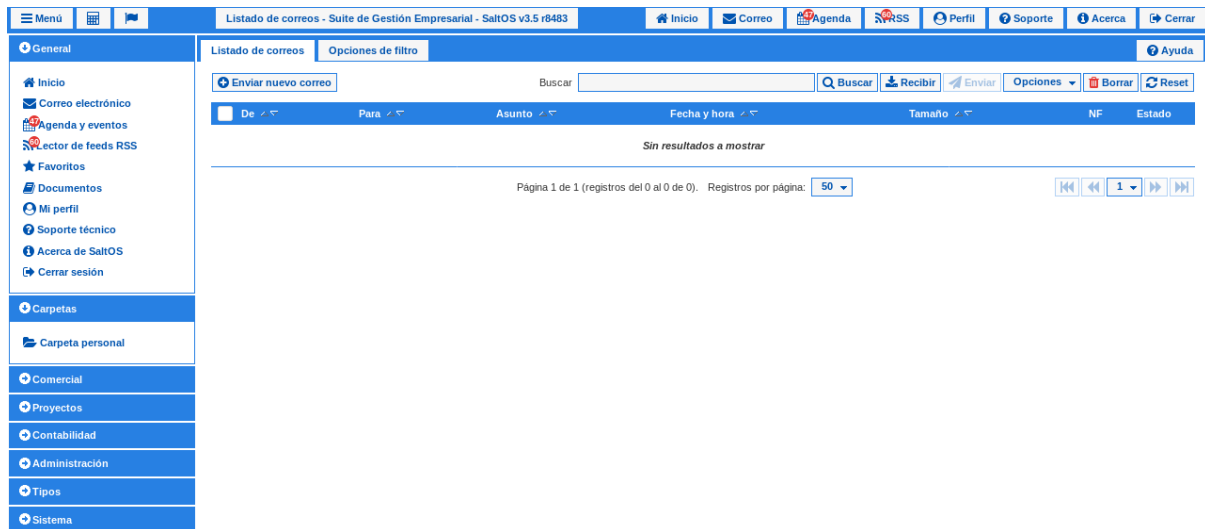 Menú Listado de correos - Suite de Gestión Empresarial - SaltOS v3.5 r8483 Inicio Correo 47 Agenda 60 RSS Perfil Soporte Acerca Cerrar
General
Inicio
Correo electrónico
47 Agenda y eventos
60 Lector de feeds RSS
Favoritos
Documentos
Mi perfil
Soporte técnico
Acerca de SaltOS
Cerrar sesión
Carpetas
Carpeta personal
Comercial
Proyectos
Contabilidad
Administración
Tipos
Sistema
Listado de correos Opciones de filtro Ayuda
Enviar nuevo correo Buscar Buscar Recibir Enviar Opciones Borrar Reset
De Para Asunto Fecha y hora Tamaño NF Estado
Sin resultados a mostrar
Página 1 de 1 (registros del 0 al 0 de 0). Registros por página: 50 1